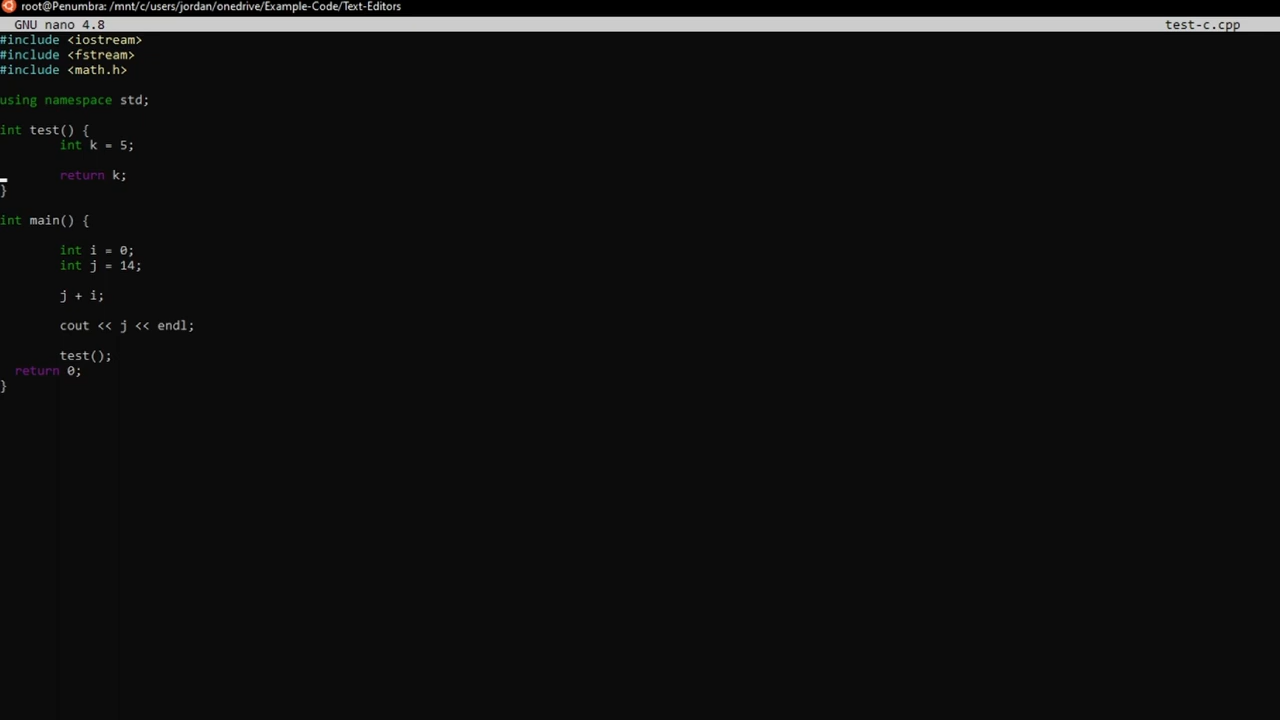 root@Penumbra: /mnt/c/users/jordan/onedrive/Example-Code/Text-Editors
GNU nano 4.8 test-c.cpp
#include <iostream>
#include <fstream>
#include <math.h>
using namespace std;
int test() {
int k = 5;
return k;
}
int main() {
int i = 0;
int j = 14;
j + i;
cout << j << endl;
test();
return 0;
}